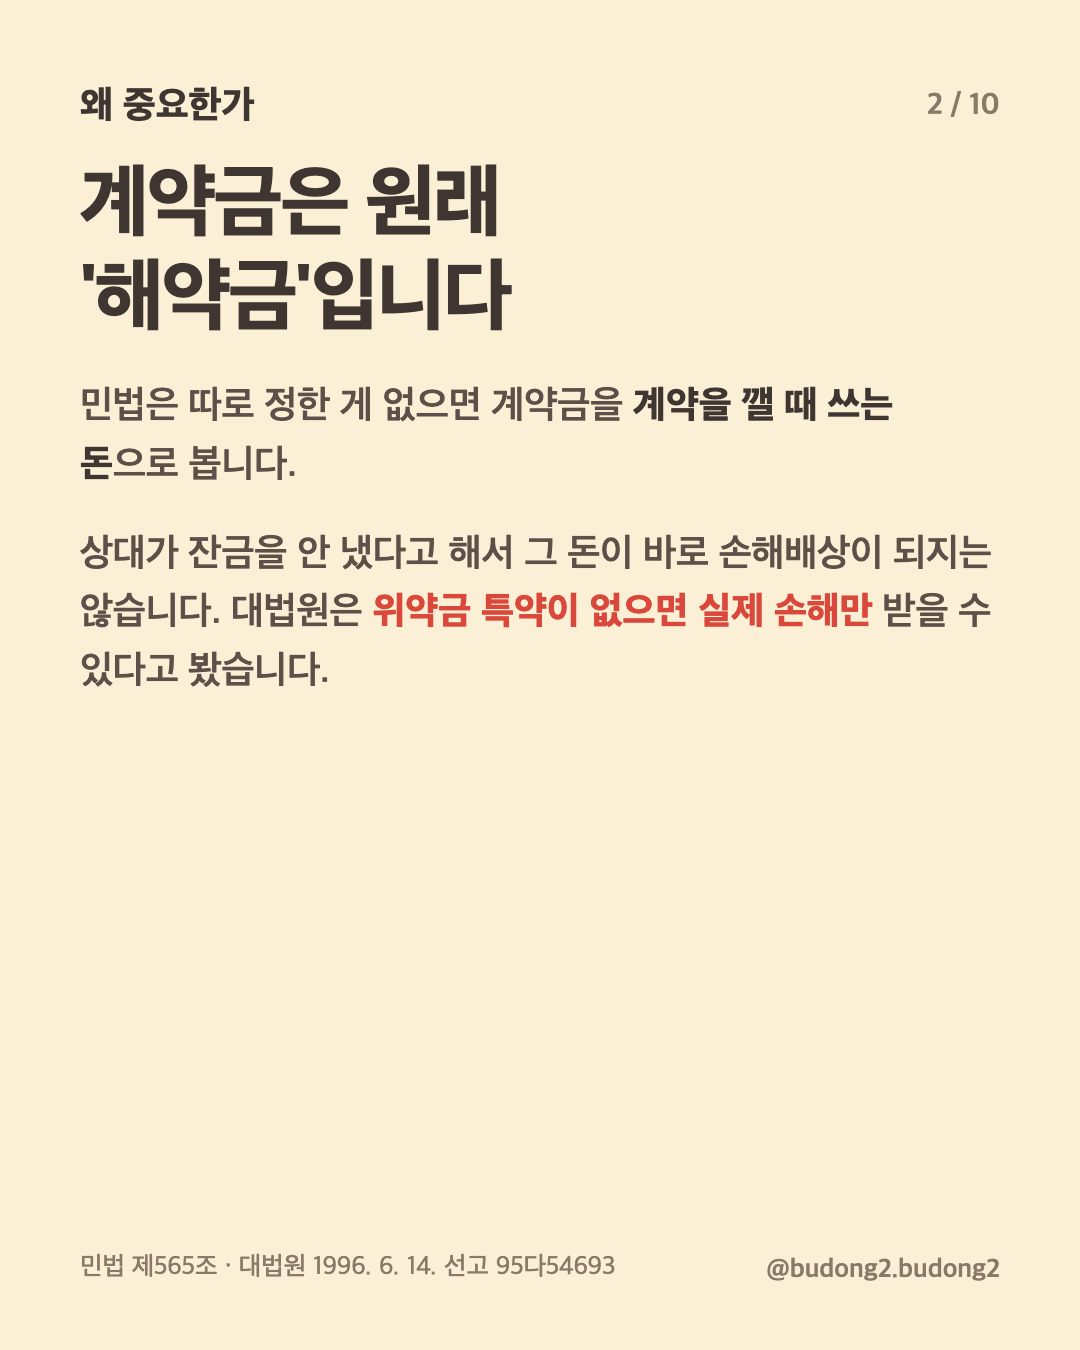 왜 중요한가
2 / 10
계약금은 원래
'해약금'입니다
민법은 따로 정한 게 없으면 계약금을 계약을 깰 때 쓰는
돈으로 봅니다.
상대가 잔금을 안 냈다고 해서 그 돈이 바로 손해배상이 되지는
않습니다. 대법원은 위약금 특약이 없으면 실제 손해만 받을 수
있다고 봤습니다.
민법 제565조 · 대법원 1996. 6. 14. 선고 95다54693
@budong2.budong2